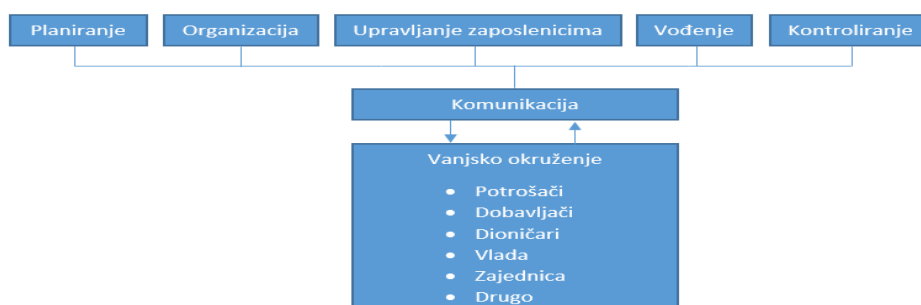 Planiranje
Organizacija
Upravljanje zaposlenicima
Vođenje
Kontroliranje
Komunikacija
Vanjsko okruženje
• Potrošači
• Dobavljači
• Dioničari
• Vlada
• Zajednica
• Drugo